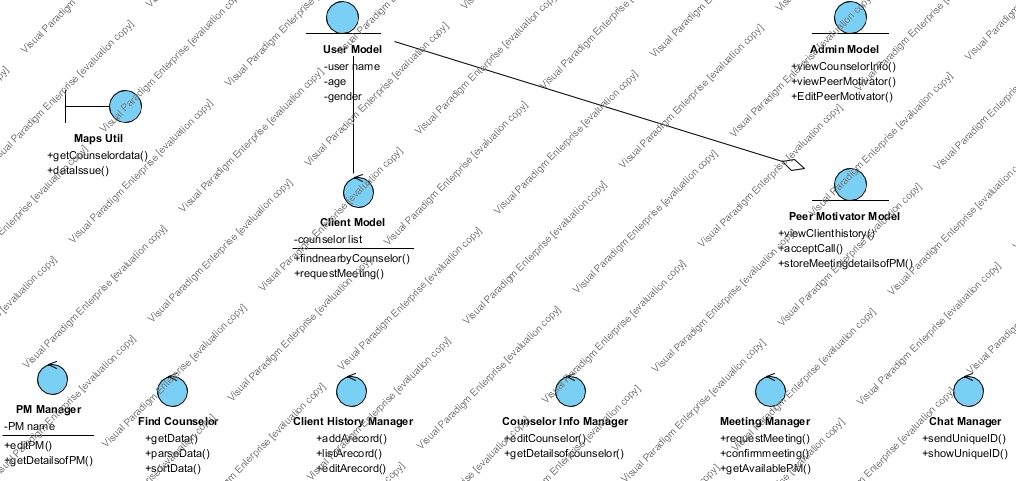 User Model
-user name
-age
-gender
Admin Model
+viewCounselorInfo()
+viewPeerMotivator()
+EditPeerMotivator()
Maps Util
+getCounselordata()
+dataIssue()
Client Model
-counselor list
+findnearbyCounselor()
+requestMeeting()
Peer Motivator Model
+viewClienthistory()
+acceptCall()
+storeMeetingdetailsofPM()
PM Manager
-PM name
+editPM()
+getDetailsofPM()
Find Counselor
+getData()
+parseData()
+sortData()
Client History Manager
+addArecord()
+listArecord()
+editArecord()
Counselor Info Manager
+editCounselor()
+getDetailsofcounselor()
Meeting Manager
+requestMeeting()
+confirmmeeting()
+getAvailablePM()
Chat Manager
+sendUniqueID()
+showUniqueID()
Visual Paradigm Enterprise [evaluation copy]